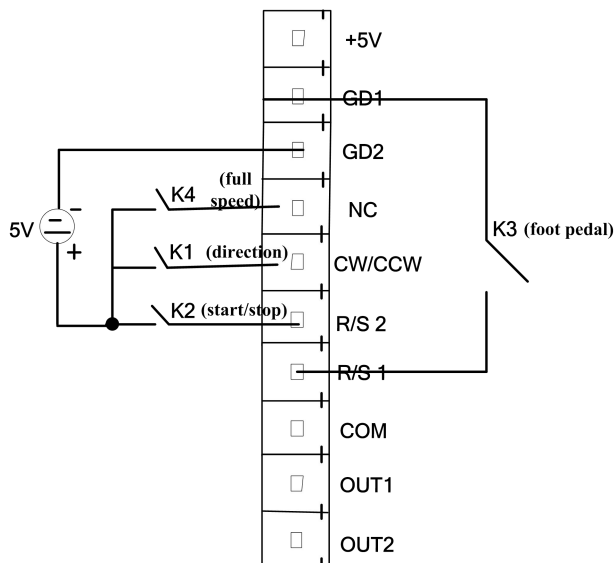 +5V
GD1
GD2
K4 (full speed)
NC
5V
-
+
K1 (direction)
CW/CCW
K3 (foot pedal)
K2 (start/stop)
R/S 2
R/S 1
COM
OUT1
OUT2